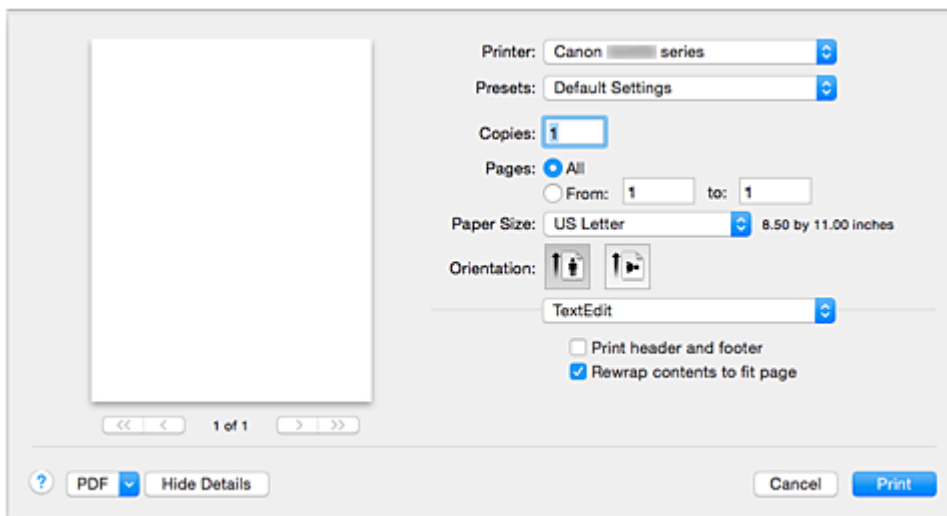 Printer: Canon series
Presets: Default Settings
Copies: 1
Pages: All
From: 1 to: 1
Paper Size: US Letter 8.50 by 11.00 inches
Orientation:
TextEdit
Print header and footer
Rewrap contents to fit page
<< < 1 of 1 > >>
? PDF Hide Details Cancel Print